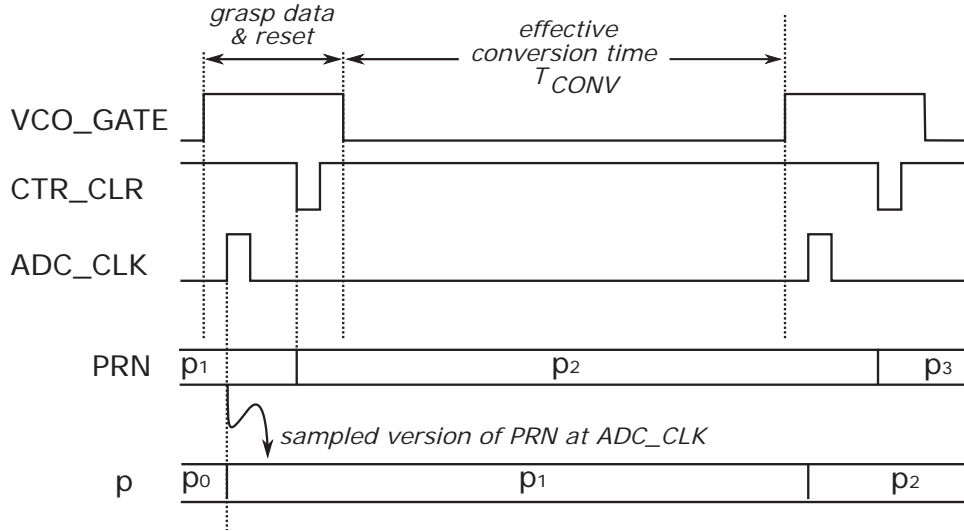 grasp data
& reset
effective
conversion time
TCONV
VCO_GATE
CTR_CLR
ADC_CLK
PRN p1 p2 p3
sampled version of PRN at ADC_CLK
p p0 p1 p2